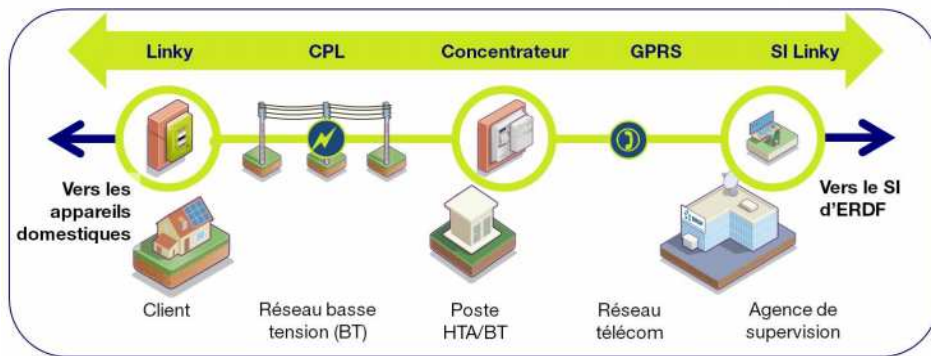 Linky
CPL
Concentrateur
GPRS
SI Linky
Vers les
appareils
domestiques
Vers le SI
d'ERDF
Client
Réseau basse
tension (BT)
Poste
HTA/BT
Réseau
télécom
Agence de
supervision